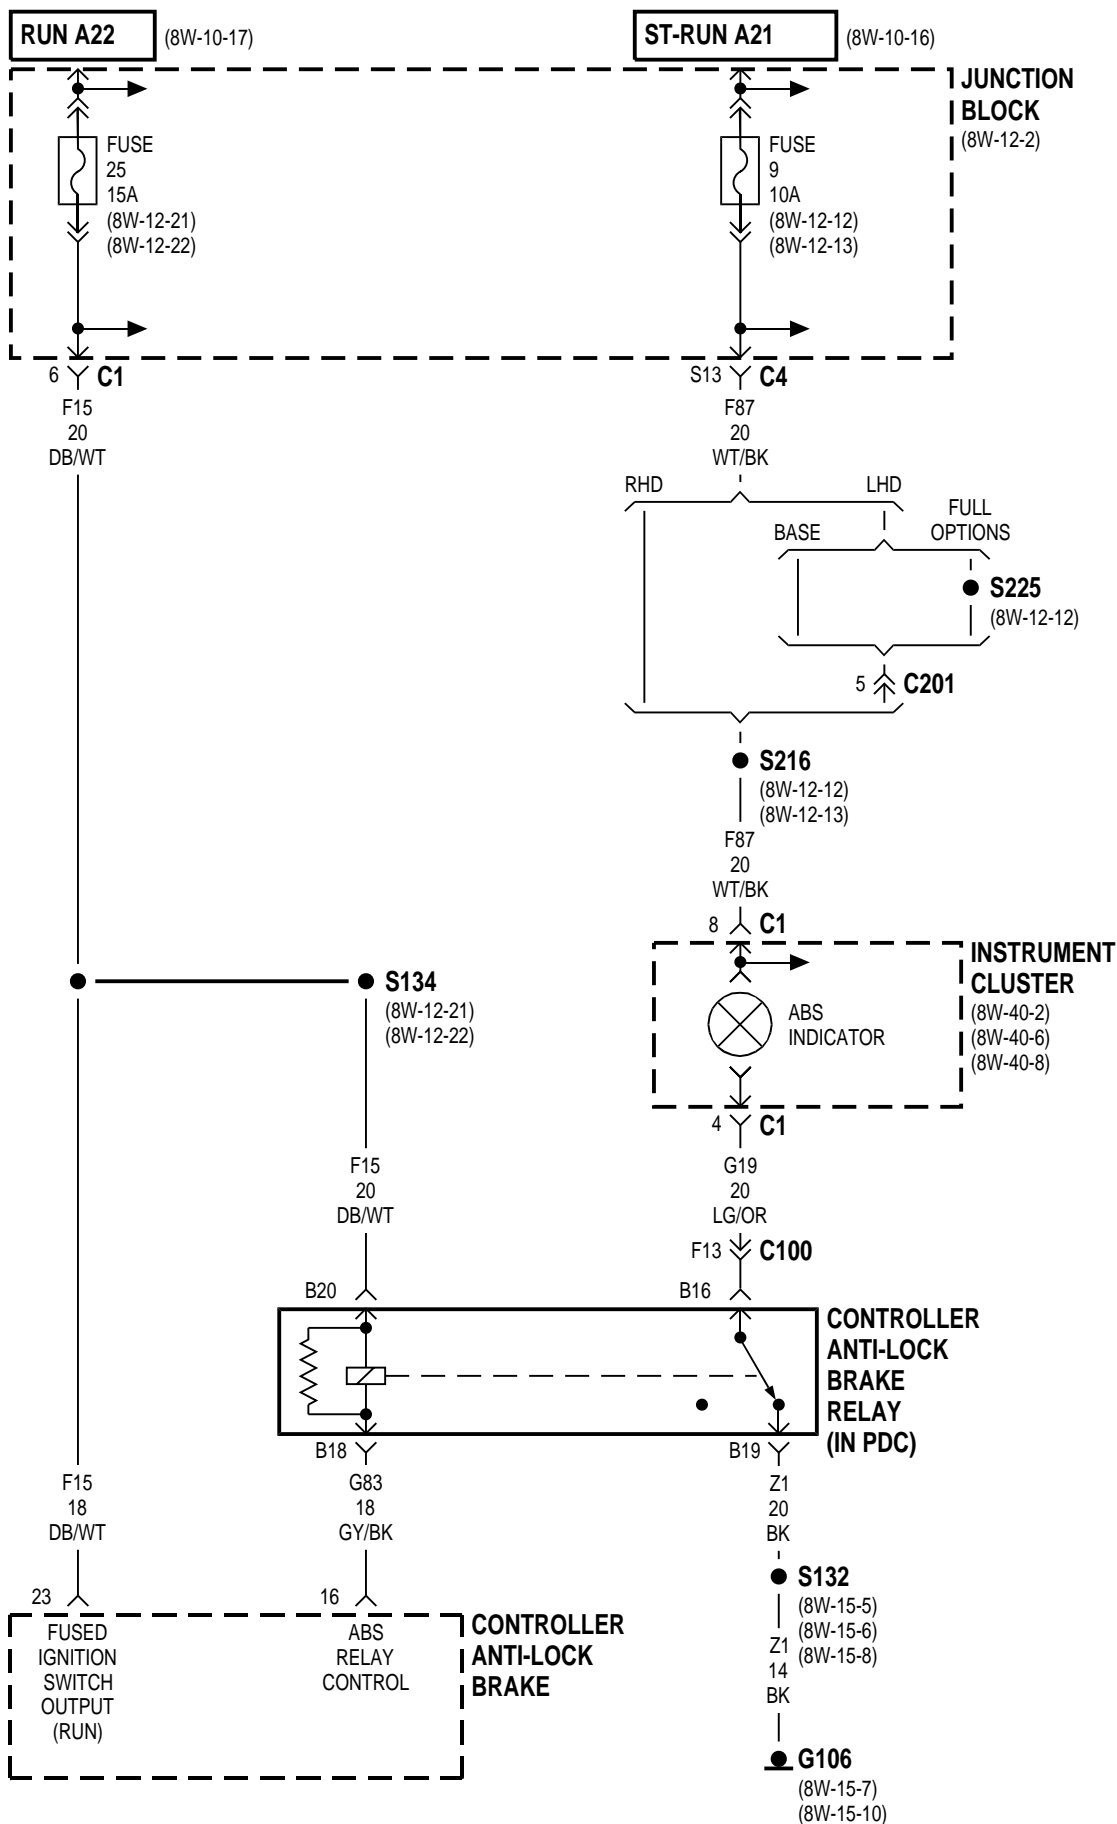 RUN A22 (8W-10-17)
ST-RUN A21 (8W-10-16)
JUNCTION
BLOCK
(8W-12-2)
FUSE
25
15A
(8W-12-21)
(8W-12-22)
FUSE
9
10A
(8W-12-12)
(8W-12-13)
6 C1
F15
20
DB/WT
S13 C4
F87
20
WT/BK
RHD
LHD
BASE
FULL
OPTIONS
S225
(8W-12-12)
5 C201
S216
(8W-12-12)
(8W-12-13)
F87
20
WT/BK
8 C1
INSTRUMENT
CLUSTER
(8W-40-2)
(8W-40-6)
(8W-40-8)
ABS
INDICATOR
S134
(8W-12-21)
(8W-12-22)
4 C1
G19
20
LG/OR
F13 C100
F15
20
DB/WT
B20
B16
CONTROLLER
ANTI-LOCK
BRAKE
RELAY
(IN PDC)
B18
B19
F15
18
DB/WT
G83
18
GY/BK
Z1
20
BK
S132
(8W-15-5)
(8W-15-6)
(8W-15-8)
Z1
14
BK
23
16
FUSED
IGNITION
SWITCH
OUTPUT
(RUN)
ABS
RELAY
CONTROL
CONTROLLER
ANTI-LOCK
BRAKE
G106
(8W-15-7)
(8W-15-10)